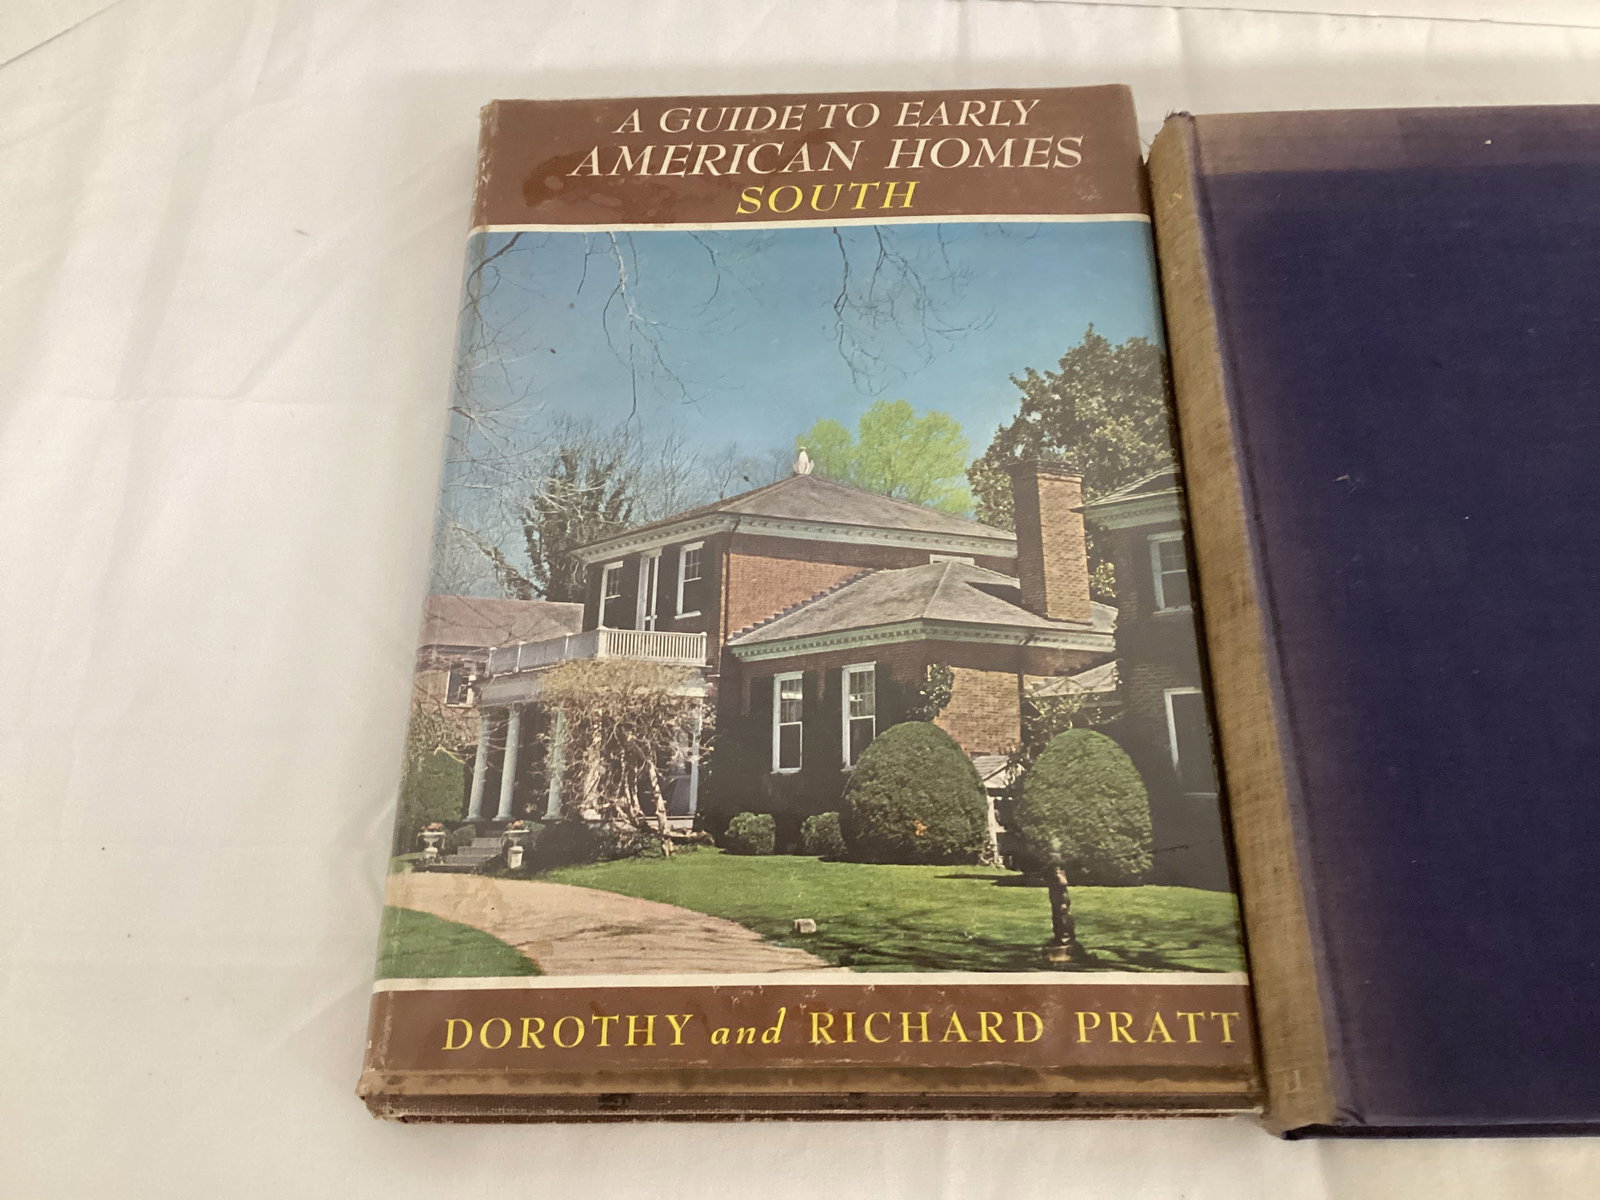 A GUIDE TO EARLY
AMERICAN HOMES
SOUTH
DOROTHY and RICHARD PRATT